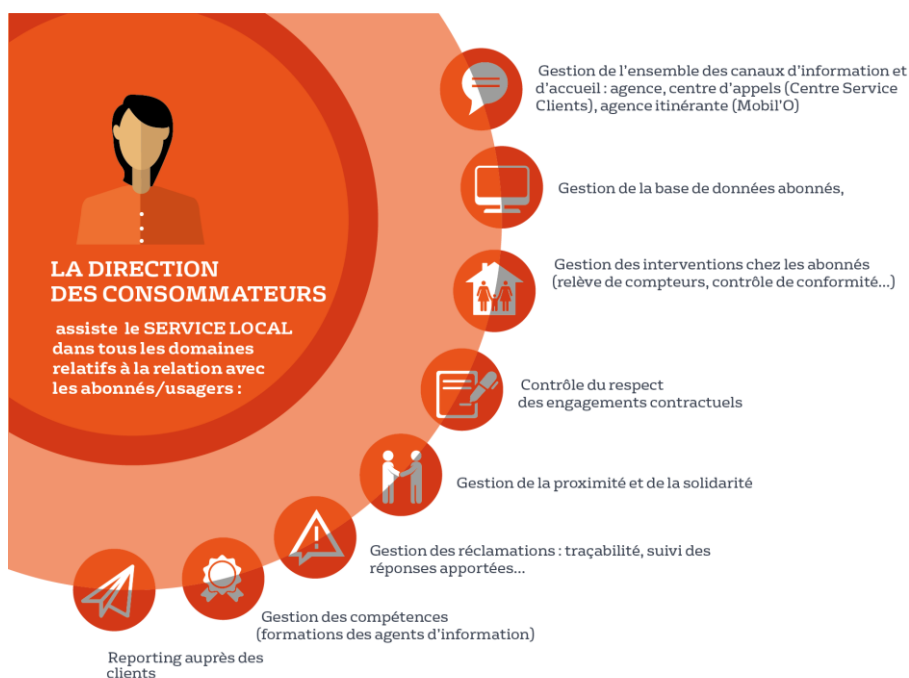 LA DIRECTION
DES CONSOMMATEURS
assiste le SERVICE LOCAL
dans tous les domaines
relatifs à la relation avec
les abonnés/usagers :
Gestion de l'ensemble des canaux d'information et
d'accueil : agence, centre d'appels (Centre Service
Clients), agence itinérante (Mobil'O)
Gestion de la base de données abonnés,
Gestion des interventions chez les abonnés
(relève de compteurs, contrôle de conformité...)
Contrôle du respect
des engagements contractuels
Gestion de la proximité et de la solidarité
Gestion des réclamations : traçabilité, suivi des
réponses apportées...
Gestion des compétences
(formations des agents d'information)
Reporting auprès des
clients